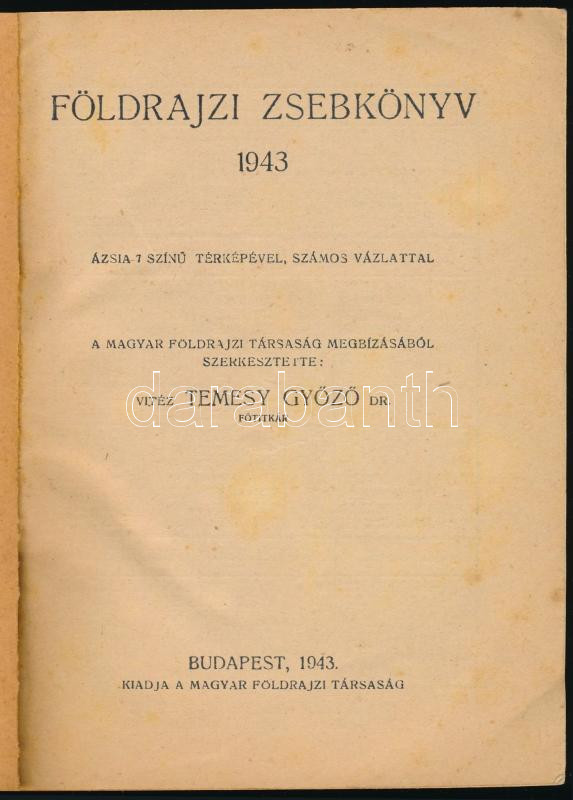 FÖLDRAJZI ZSEBKÖNYV
1943
ÁZSIA 7 SZÍNŰ TÉRKÉPÉVEL, SZÁMOS VÁZLATTAL
A MAGYAR FÖLDRAJZI TÁRSASÁG MEGBÍZÁSÁBÓL
SZERKESZTETTE:
VITÉZ TEMESY GYŐZŐ DR.
FŐTITKÁR
darabanth
BUDAPEST, 1943.
KIADJA A MAGYAR FÖLDRAJZI TÁRSASÁG